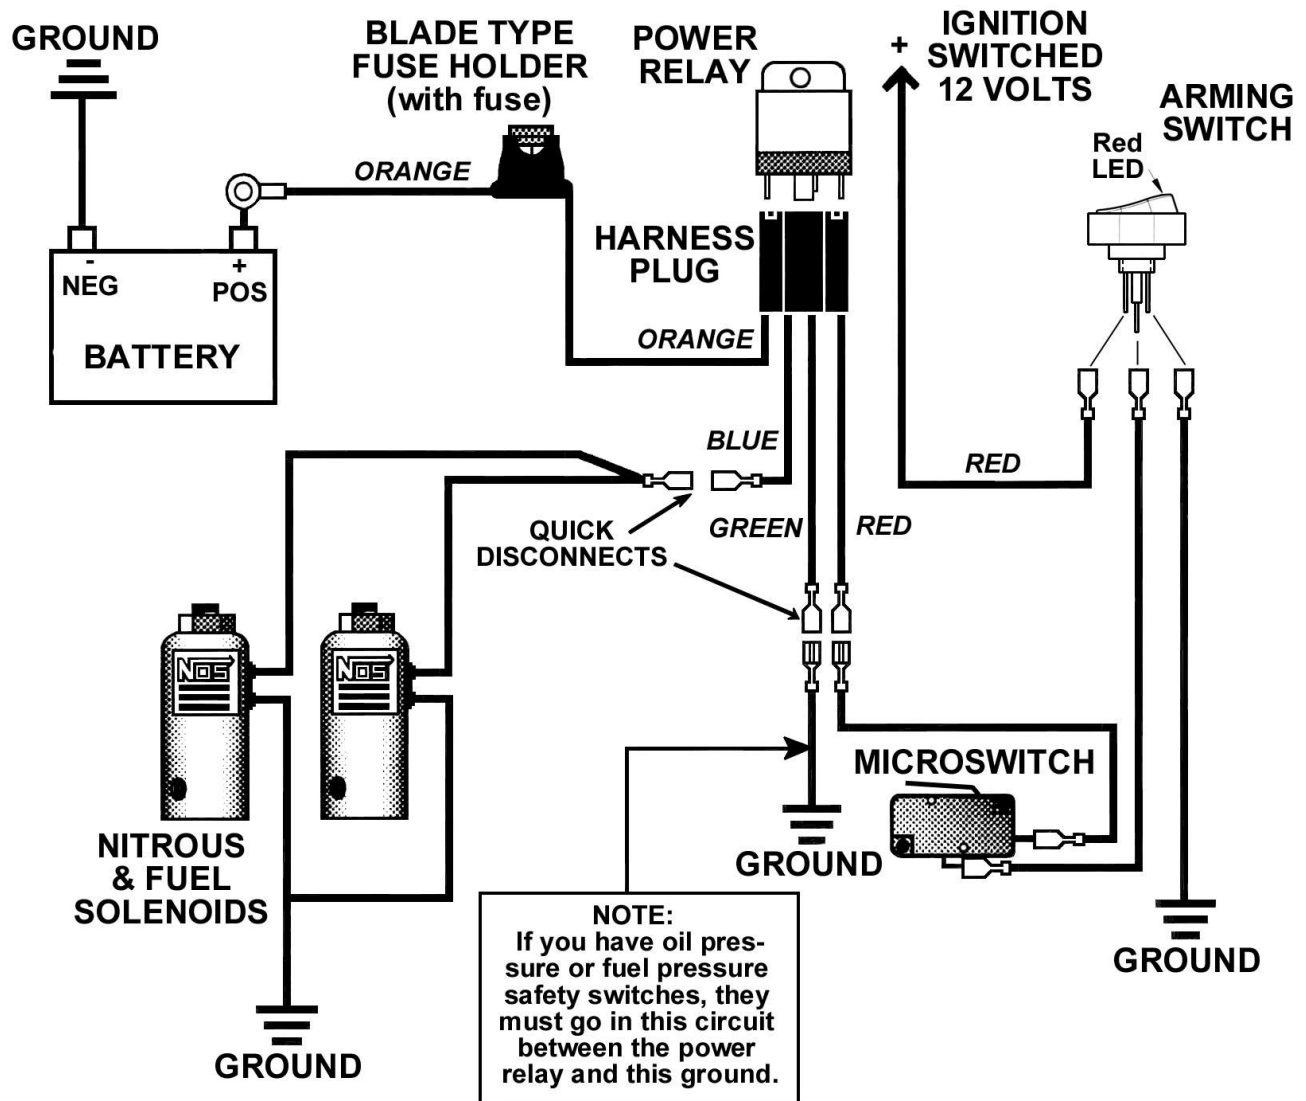 GROUND
BLADE TYPE
FUSE HOLDER
(with fuse)
POWER
RELAY
+
IGNITION
SWITCHED
12 VOLTS
ARMING
SWITCH
Red
LED
ORANGE
HARNESS
PLUG
-
NEG
+
POS
BATTERY
ORANGE
BLUE
RED
QUICK
DISCONNECTS
GREEN
RED
NOS
NOS
MICROSWITCH
NITROUS
& FUEL
SOLENOIDS
GROUND
GROUND
GROUND
NOTE:
If you have oil pres-
sure or fuel pressure
safety switches, they
must go in this circuit
between the power
relay and this ground.